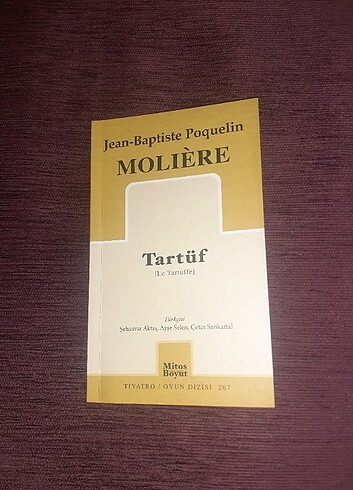 Jean-Baptiste Poquelin
MOLIÈRE
Tartüf
[Le Tartuffe]
Türkçesi
Şehsuvar Aktaş, Ayşe Selen, Çetin Sarıkartal
Mitos
Boyut
TİYATRO / OYUN DİZİSİ 267